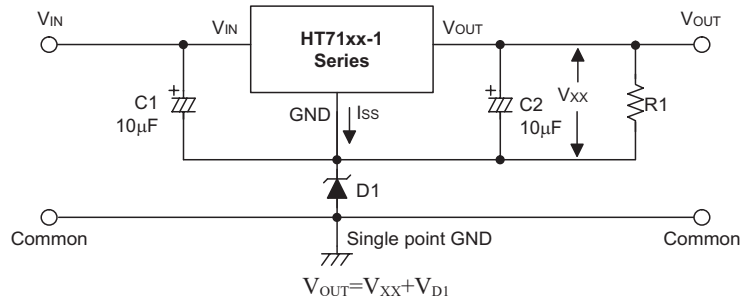 VIN
VIN
HT71xx-1
Series
VOUT
VOUT
C1
10μF
GND
ISS
C2
10μF
VXX
R1
D1
Common
Single point GND
Common
VOUT=VXX+VD1